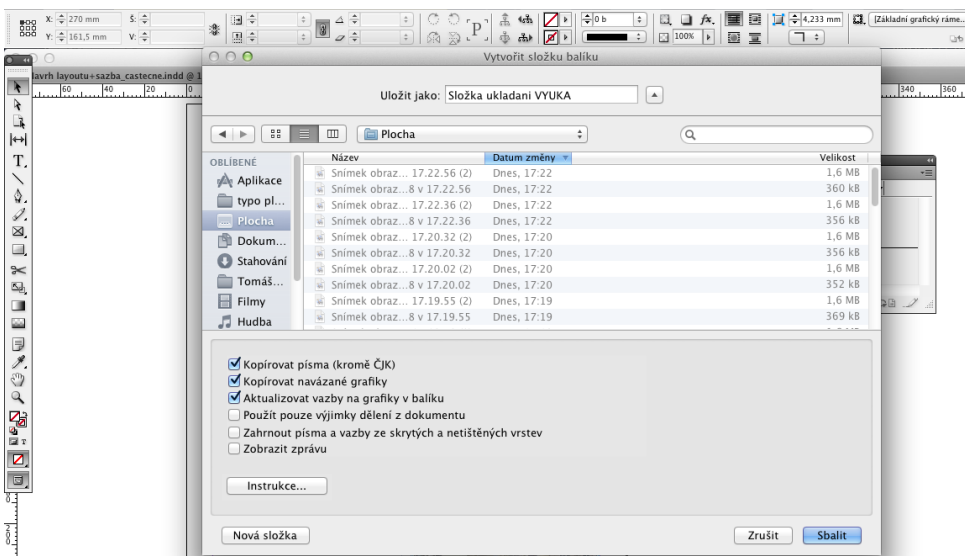 X: 270 mm
Š:
0 b
fx.
4,233 mm
[Základní grafický ráme...
Y: 161,5 mm
V:
P
100%
Vytvořit složku balíku
lavrh layoutu+sazba_castecne.indd @ 1
60 40 20 0 340 360
Uložit jako: Složka ukladani VYUKA
Plocha
OBLÍBENÉ
Aplikace
typo pl...
Plocha
Dokum...
Stahování
Tomáš...
Filmy
Hudba
Název Datum změny Velikost
Snímek obraz... 17.22.56 (2) Dnes, 17:22 1,6 MB
Snímek obraz...8 v 17.22.56 Dnes, 17:22 360 kB
Snímek obraz... 17.22.36 (2) Dnes, 17:22 1,6 MB
Snímek obraz...8 v 17.22.36 Dnes, 17:22 356 kB
Snímek obraz... 17.20.32 (2) Dnes, 17:20 1,6 MB
Snímek obraz...8 v 17.20.32 Dnes, 17:20 356 kB
Snímek obraz... 17.20.02 (2) Dnes, 17:20 1,6 MB
Snímek obraz...8 v 17.20.02 Dnes, 17:20 352 kB
Snímek obraz... 17.19.55 (2) Dnes, 17:19 1,6 MB
Snímek obraz...8 v 17.19.55 Dnes, 17:19 369 kB
Kopírovat písma (kromě ČJK)
Kopírovat navázané grafiky
Aktualizovat vazby na grafiky v balíku
Použít pouze výjimky dělení z dokumentu
Zahrnout písma a vazby ze skrytých a netištěných vrstev
Zobrazit zprávu
Instrukce...
Nová složka
Zrušit
Sbalit